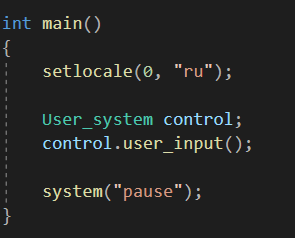 int main()
{
setlocale(0, "ru");
User_system control;
control.user_input();
system("pause");
}